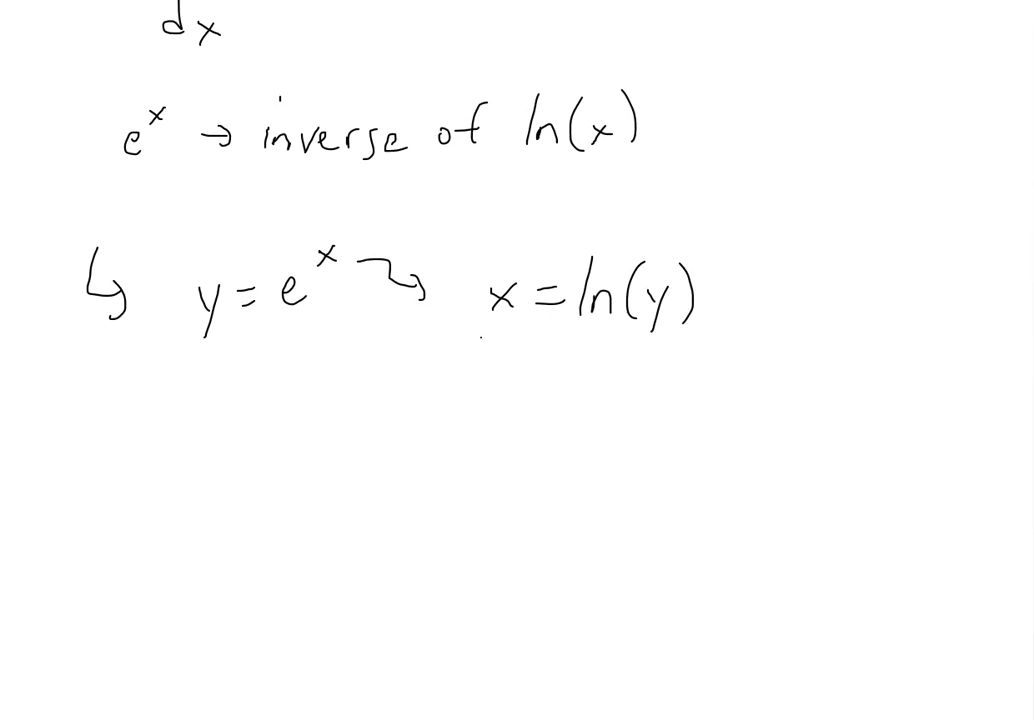 dx
e^x → inverse of ln(x)
↳ y = e^x ↝ x = ln(y)